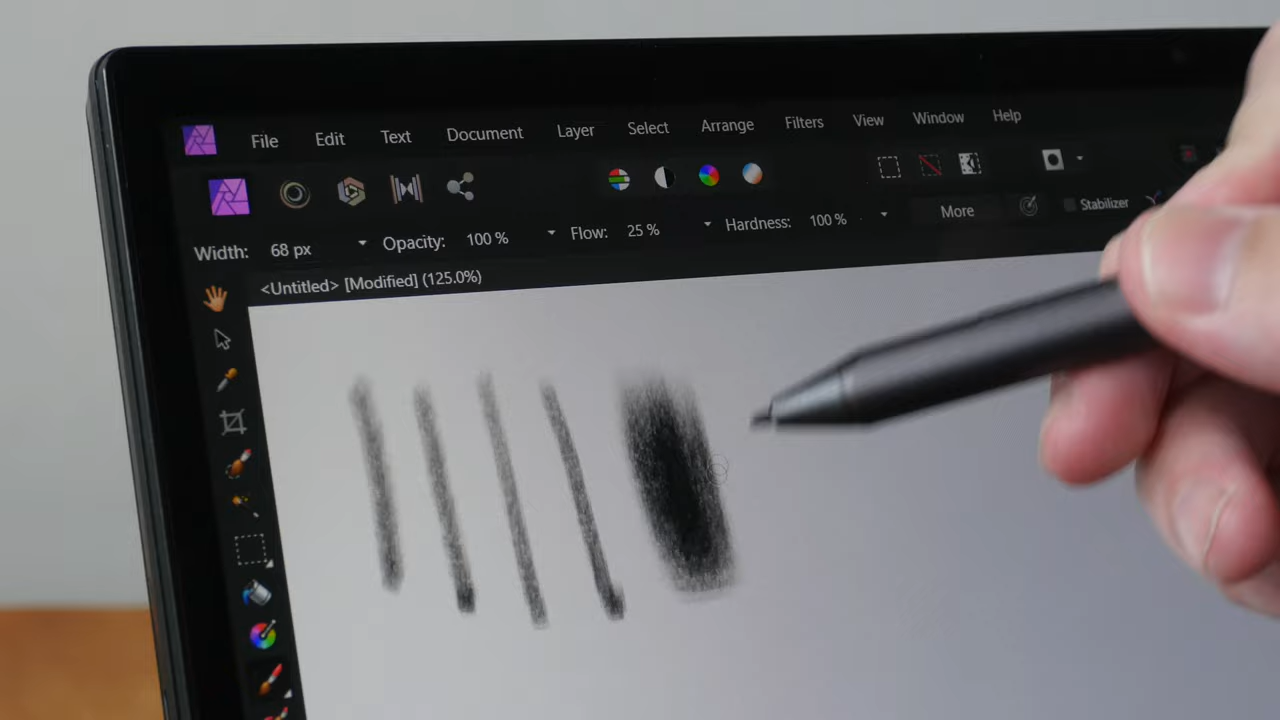 File Edit Text Document Layer Select Arrange Filters View Window Help
Width: 68 px Opacity: 100 % Flow: 25 % Hardness: 100 % More Stabilizer
<Untitled> [Modified] (125.0%)